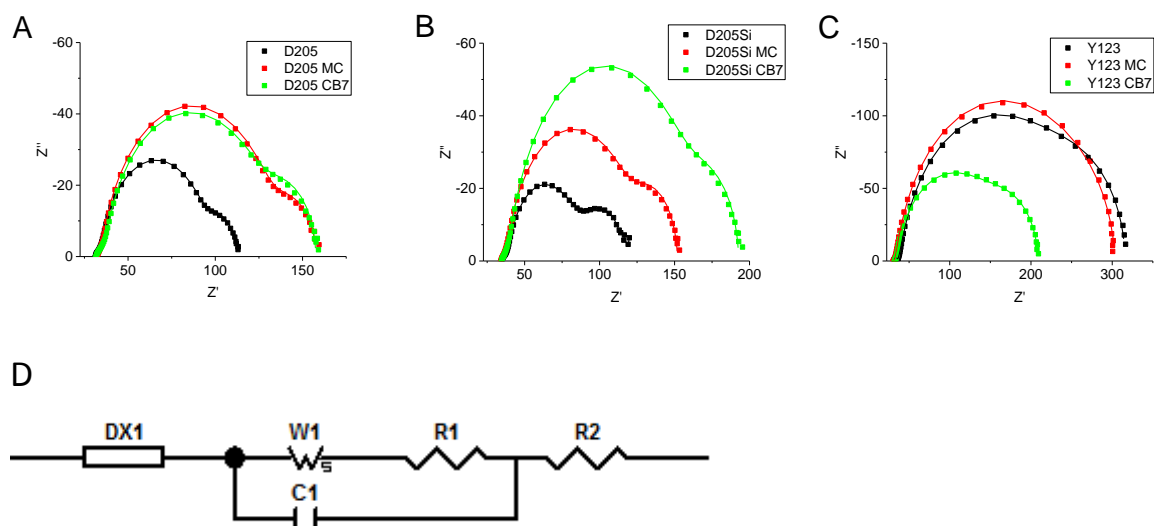 A
-60
-40
-20
0
50
100
150
Z''
Z'
D205
D205 MC
D205 CB7
B
-60
-40
-20
0
50
100
150
200
Z''
Z'
D205Si
D205Si MC
D205Si CB7
C
-150
-100
-50
0
100
200
300
Z''
Z'
Y123
Y123 MC
Y123 CB7
D
DX1
W1
R1
R2
s
C1